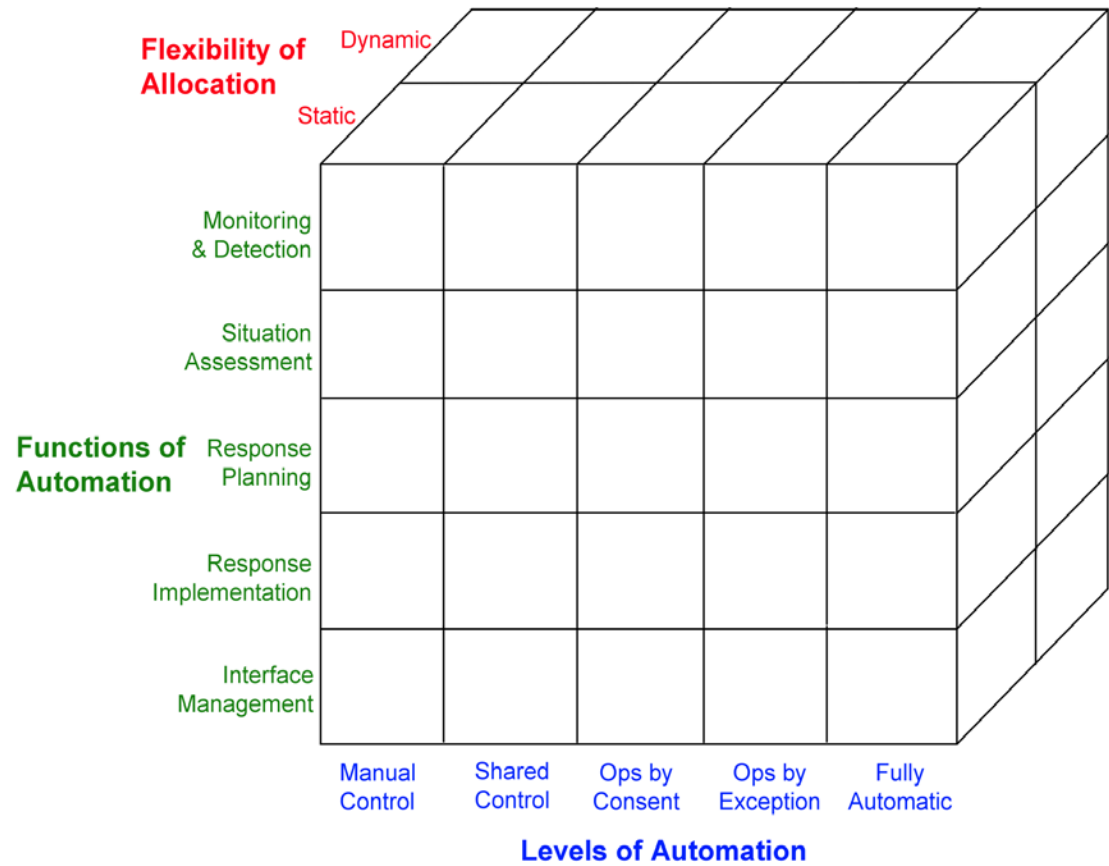 Dynamic
Flexibility of
Allocation
Static
Monitoring
& Detection
Situation
Assessment
Functions of
Automation
Response
Planning
Response
Implementation
Interface
Management
Manual
Control
Shared
Control
Ops by
Consent
Ops by
Exception
Fully
Automatic
Levels of Automation